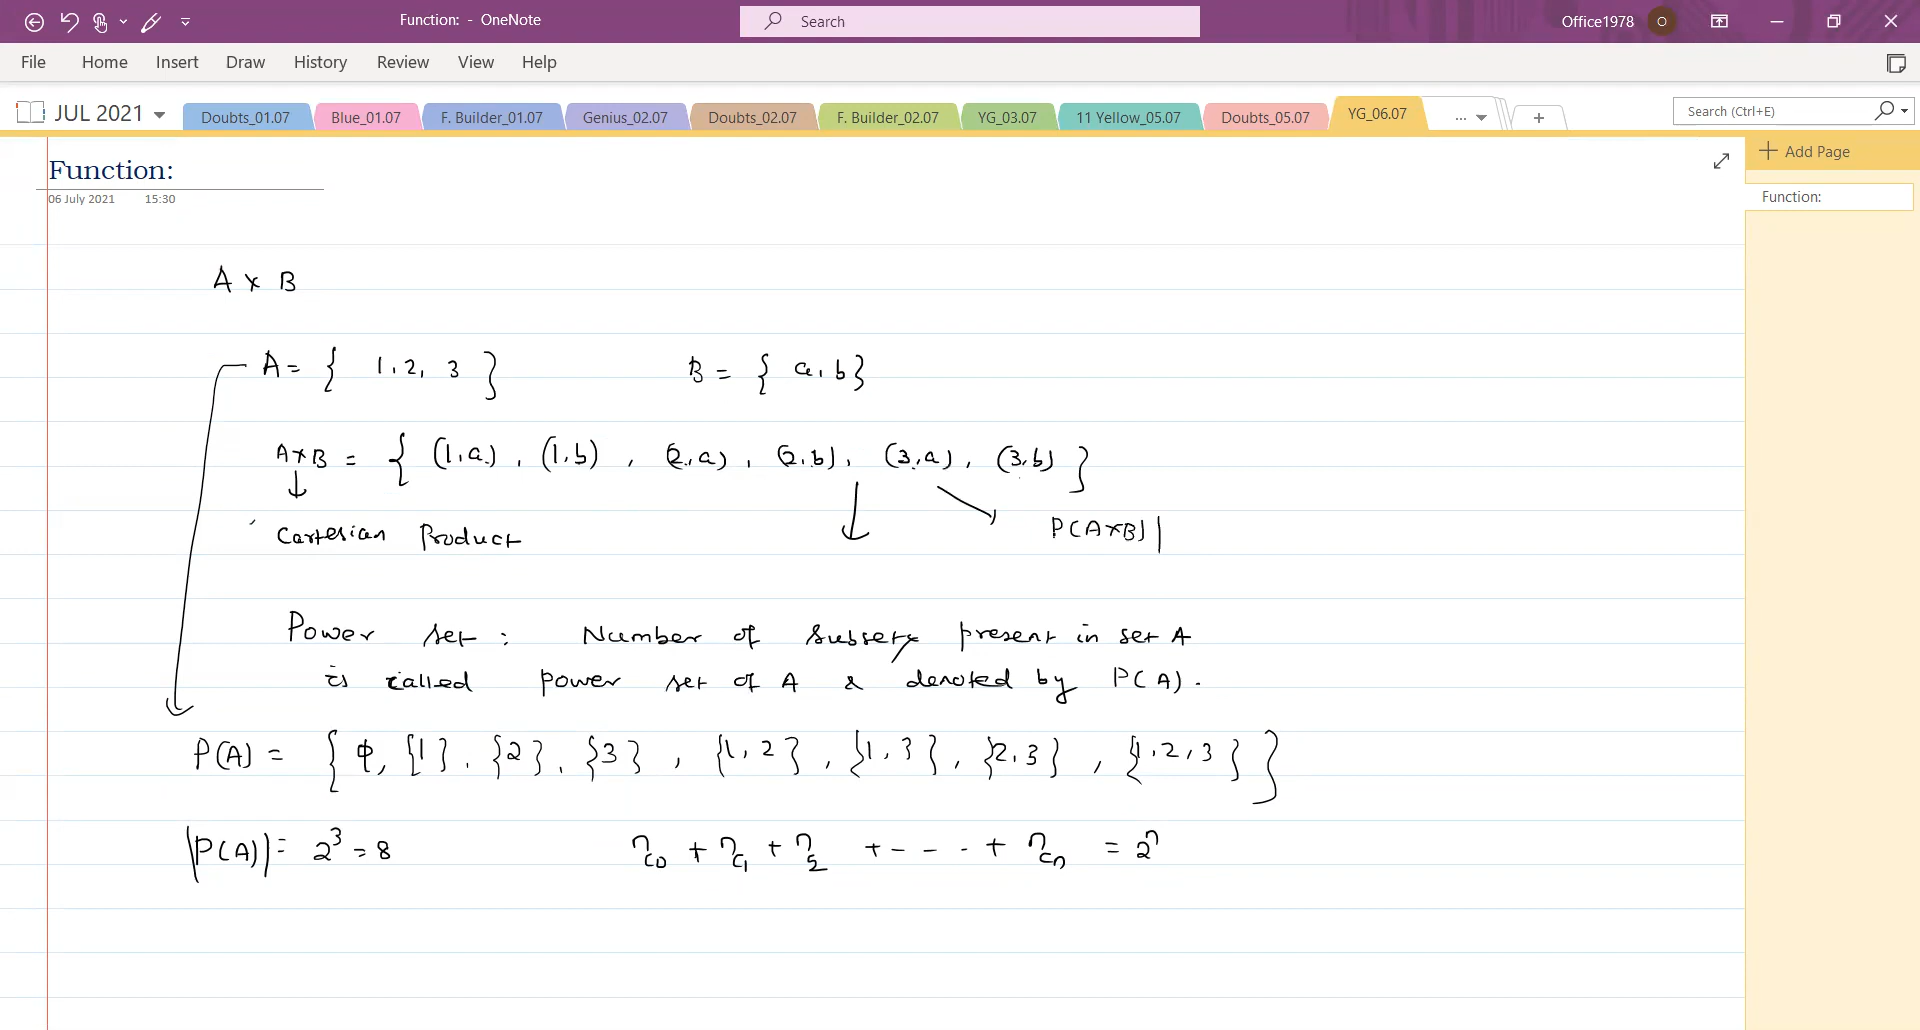 Function: - OneNote
Search
Office1978
O
File Home Insert Draw History Review View Help
JUL 2021
Doubts_01.07
Blue_01.07
F. Builder_01.07
Genius_02.07
Doubts_02.07
F. Builder_02.07
YG_03.07
11 Yellow_05.07
Doubts_05.07
YG_06.07
...
+
Search (Ctrl+E)
Add Page
Function:
Function:
06 July 2021 15:30
A × B
A = { 1, 2, 3 } B = { a, b }
A×B = { (1, a), (1, b), (2, a), (2, b), (3, a), (3, b) }
Cartesian Product
P(A×B)|
Power set : Number of subsets present in set A
is called power set of A & denoted by P(A).
P(A) = { φ, {1}, {2}, {3}, {1, 2}, {1, 3}, {2, 3}, {1, 2, 3} }
|P(A)| = 2³ = 8 nc0 + nc1 + nc2 + - - - + ncn = 2ⁿ